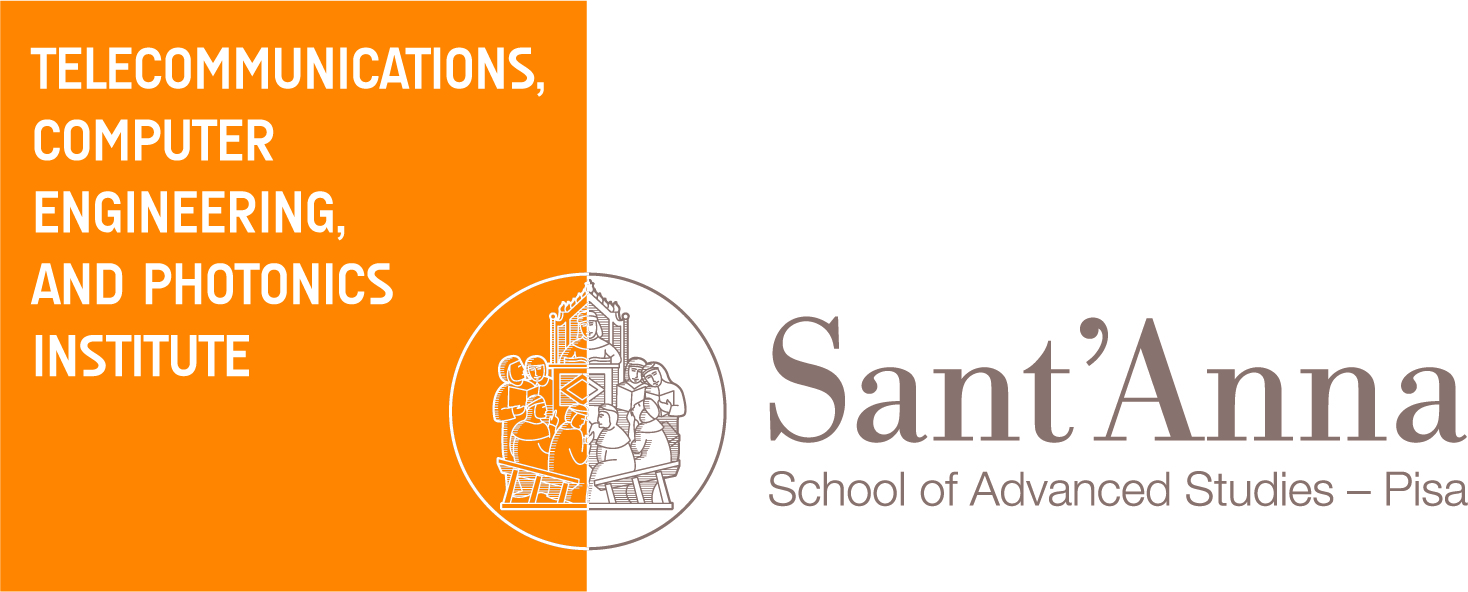 TELECOMMUNICATIONS,
COMPUTER
ENGINEERING,
AND PHOTONICS
INSTITUTE
Sant’Anna
School of Advanced Studies – Pisa